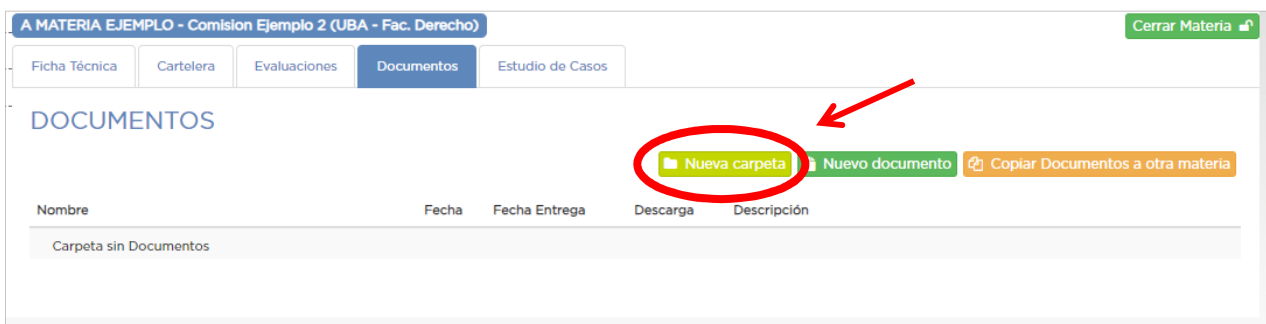 A MATERIA EJEMPLO - Comision Ejemplo 2 (UBA - Fac. Derecho)
Cerrar Materia
Ficha Técnica Cartelera Evaluaciones Documentos Estudio de Casos
DOCUMENTOS
Nueva carpeta Nuevo documento Copiar Documentos a otra materia
Nombre Fecha Fecha Entrega Descarga Descripción
Carpeta sin Documentos